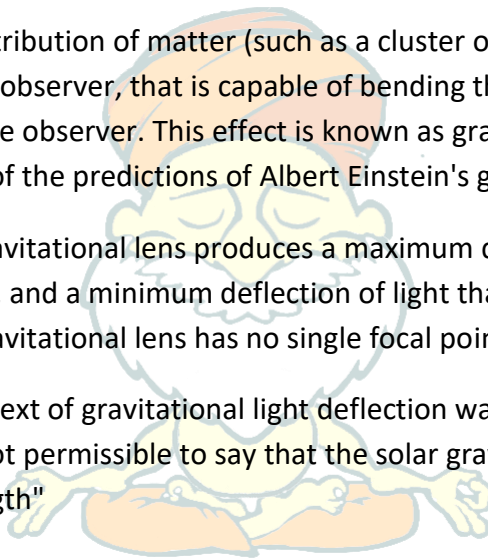 tribution of matter (such as a cluster o
observer, that is capable of bending th
e observer. This effect is known as gra
of the predictions of Albert Einstein's g
vitational lens produces a maximum
and a minimum deflection of light tha
vitational lens has no single focal poin
ext of gravitational light deflection wa
ot permissible to say that the solar grav
gth"